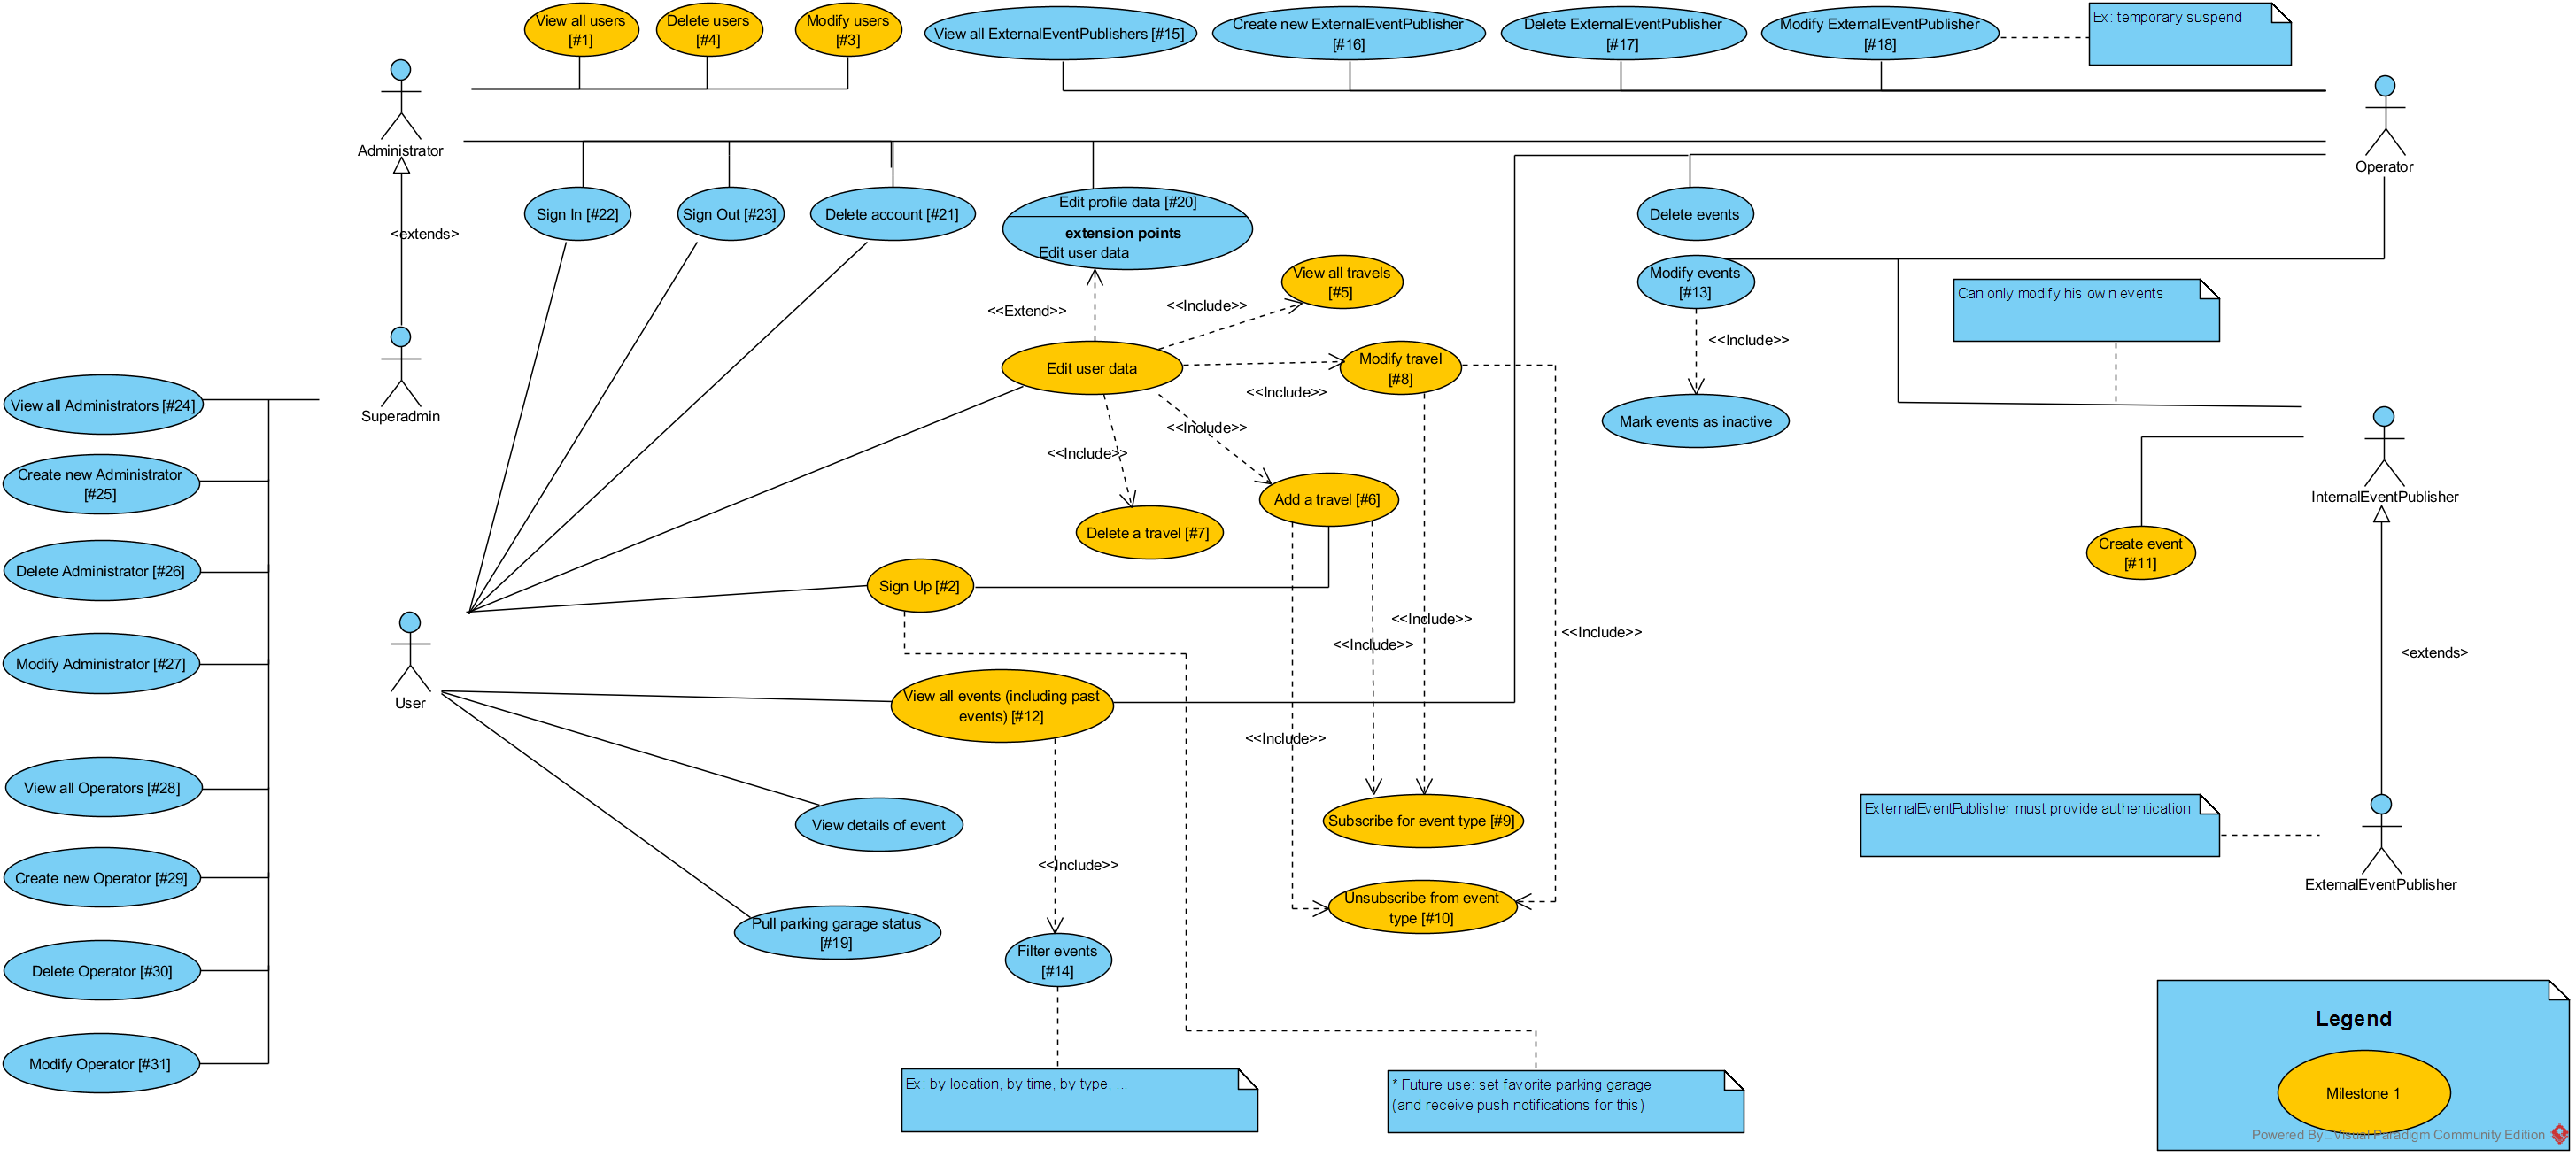 View all users
[#1]
Delete users
[#4]
Modify users
[#3]
View all ExternalEventPublishers [#15]
Create new ExternalEventPublisher
[#16]
Delete ExternalEventPublisher
[#17]
Modify ExternalEventPublisher
[#18]
Ex: temporary suspend
Administrator
Operator
Sign In [#22]
Sign Out [#23]
Delete account [#21]
Edit profile data [#20]
extension points
Edit user data
Delete events
<extends>
View all travels
[#5]
Modify events
[#13]
Can only modify his own events
<<Extend>>
<<Include>>
<<Include>>
Edit user data
Modify travel
[#8]
<<Include>>
Superadmin
View all Administrators [#24]
<<Include>>
Mark events as inactive
<<Include>>
Create new Administrator
[#25]
InternalEventPublisher
Add a travel [#6]
Delete a travel [#7]
Create event
[#11]
Delete Administrator [#26]
Sign Up [#2]
<<Include>>
<<Include>>
<<Include>>
<extends>
Modify Administrator [#27]
User
View all events (including past
events) [#12]
<<Include>>
View all Operators [#28]
View details of event
Subscribe for event type [#9]
ExternalEventPublisher must provide authentication
<<Include>>
Create new Operator [#29]
ExternalEventPublisher
Pull parking garage status
[#19]
Unsubscribe from event
type [#10]
Filter events
[#14]
Delete Operator [#30]
Legend
Modify Operator [#31]
Ex: by location, by time, by type, ...
* Future use: set favorite parking garage
(and receive push notifications for this)
Milestone 1
Powered By Visual Paradigm Community Edition